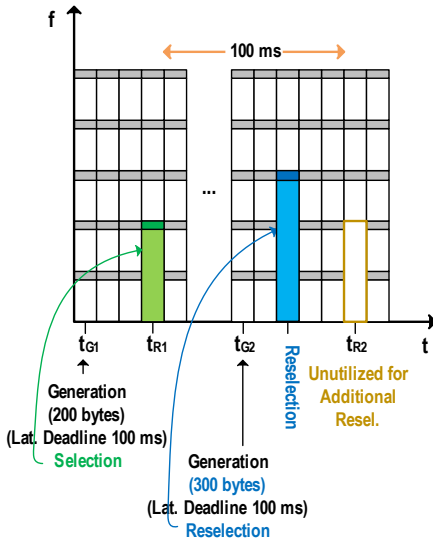 f
100 ms
...
t
tG1
tR1
tG2
tR2
Reselection
Unutilized for
Additional
Resel.
Generation
(200 bytes)
(Lat. Deadline 100 ms)
Selection
Generation
(300 bytes)
(Lat. Deadline 100 ms)
Reselection